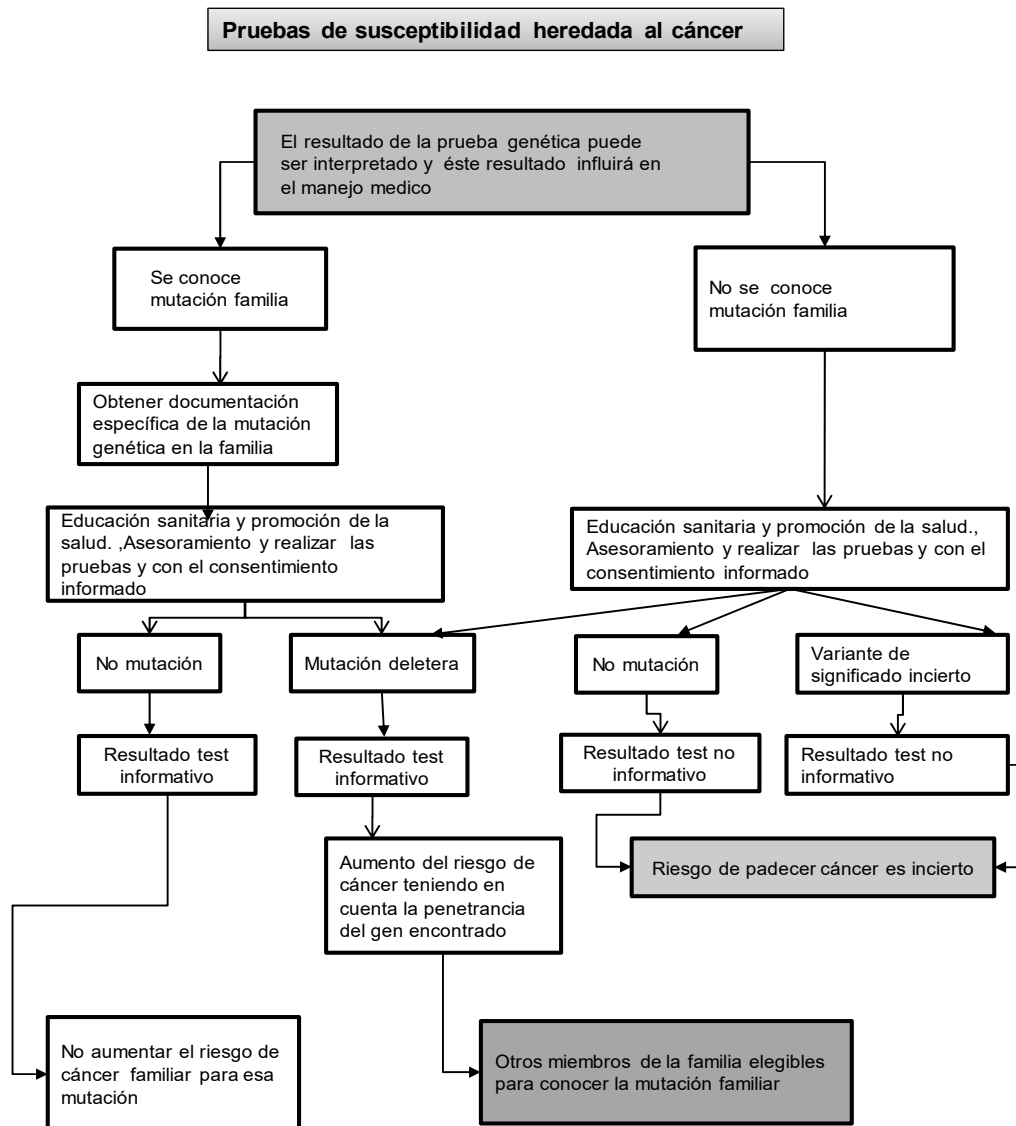 Pruebas de susceptibilidad heredada al cáncer
El resultado de la prueba genética puede
ser interpretado y éste resultado influirá en
el manejo medico
Se conoce
mutación familia
No se conoce
mutación familia
Obtener documentación
específica de la mutación
genética en la familia
Educación sanitaria y promoción de la
salud. ,Asesoramiento y realizar las
pruebas y con el consentimiento
informado
Educación sanitaria y promoción de la salud.,
Asesoramiento y realizar las pruebas y con el
consentimiento informado
No mutación
Mutación deletera
No mutación
Variante de
significado incierto
Resultado test
informativo
Resultado test
informativo
Resultado test no
informativo
Resultado test no
informativo
Aumento del riesgo de
cáncer teniendo en
cuenta la penetrancia
del gen encontrado
Riesgo de padecer cáncer es incierto
No aumentar el riesgo de
cáncer familiar para esa
mutación
Otros miembros de la familia elegibles
para conocer la mutación familiar